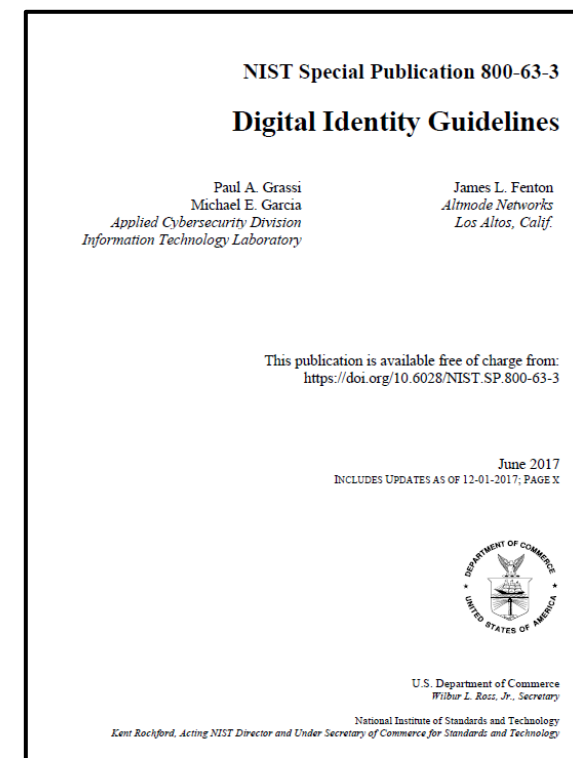 NIST Special Publication 800-63-3
Digital Identity Guidelines
Paul A. Grassi
Michael E. Garcia
Applied Cybersecurity Division
Information Technology Laboratory
James L. Fenton
Altmode Networks
Los Altos, Calif.
This publication is available free of charge from:
https://doi.org/10.6028/NIST.SP.800-63-3
June 2017
INCLUDES UPDATES AS OF 12-01-2017; PAGE X
DEPARTMENT OF COMMERCE
UNITED STATES OF AMERICA
U.S. Department of Commerce
Wilbur L. Ross, Jr., Secretary
National Institute of Standards and Technology
Kent Rochford, Acting NIST Director and Under Secretary of Commerce for Standards and Technology